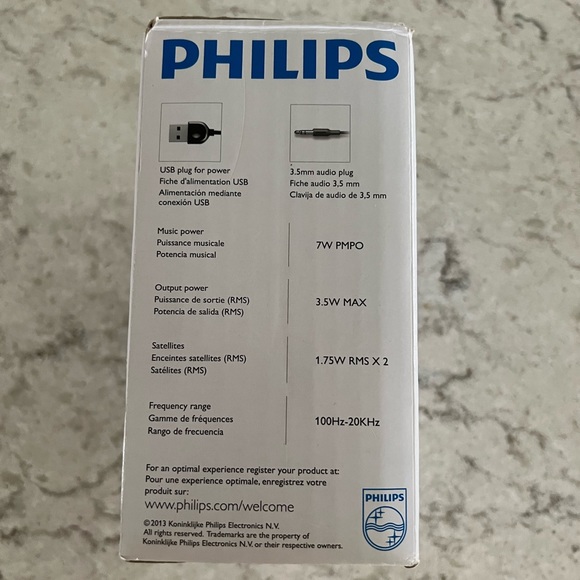 PHILIPS
USB plug for power
Fiche d'alimentation USB
Alimentación mediante
conexión USB
3.5mm audio plug
Fiche audio 3,5 mm
Clavija de audio de 3,5 mm
Music power
Puissance musicale
Potencia musical
7W PMPO
Output power
Puissance de sortie (RMS)
Potencia de salida (RMS)
3.5W MAX
Satellites
Enceintes satellites (RMS)
Satélites (RMS)
1.75W RMS X 2
Frequency range
Gamme de fréquences
Rango de frecuencia
100Hz-20KHz
For an optimal experience register your product at:
Pour une experience optimale, enregistrez votre
produit sur:
www.philips.com/welcome
©2013 Koninklijke Philips Electronics N.V.
All rights reserved. Trademarks are the property of
Koninklijke Philips Electronics N.V. or their respective owners.
PHILIPS